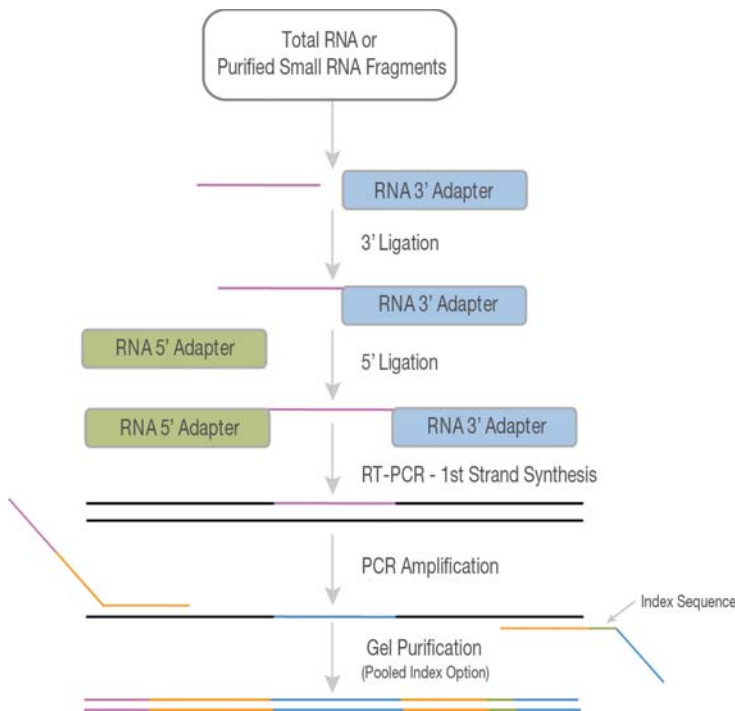 Total RNA or
Purified Small RNA Fragments
RNA 3’ Adapter
3’ Ligation
RNA 3’ Adapter
RNA 5’ Adapter
5’ Ligation
RNA 5’ Adapter
RNA 3’ Adapter
RT-PCR - 1st Strand Synthesis
PCR Amplification
Index Sequence
Gel Purification
(Pooled Index Option)